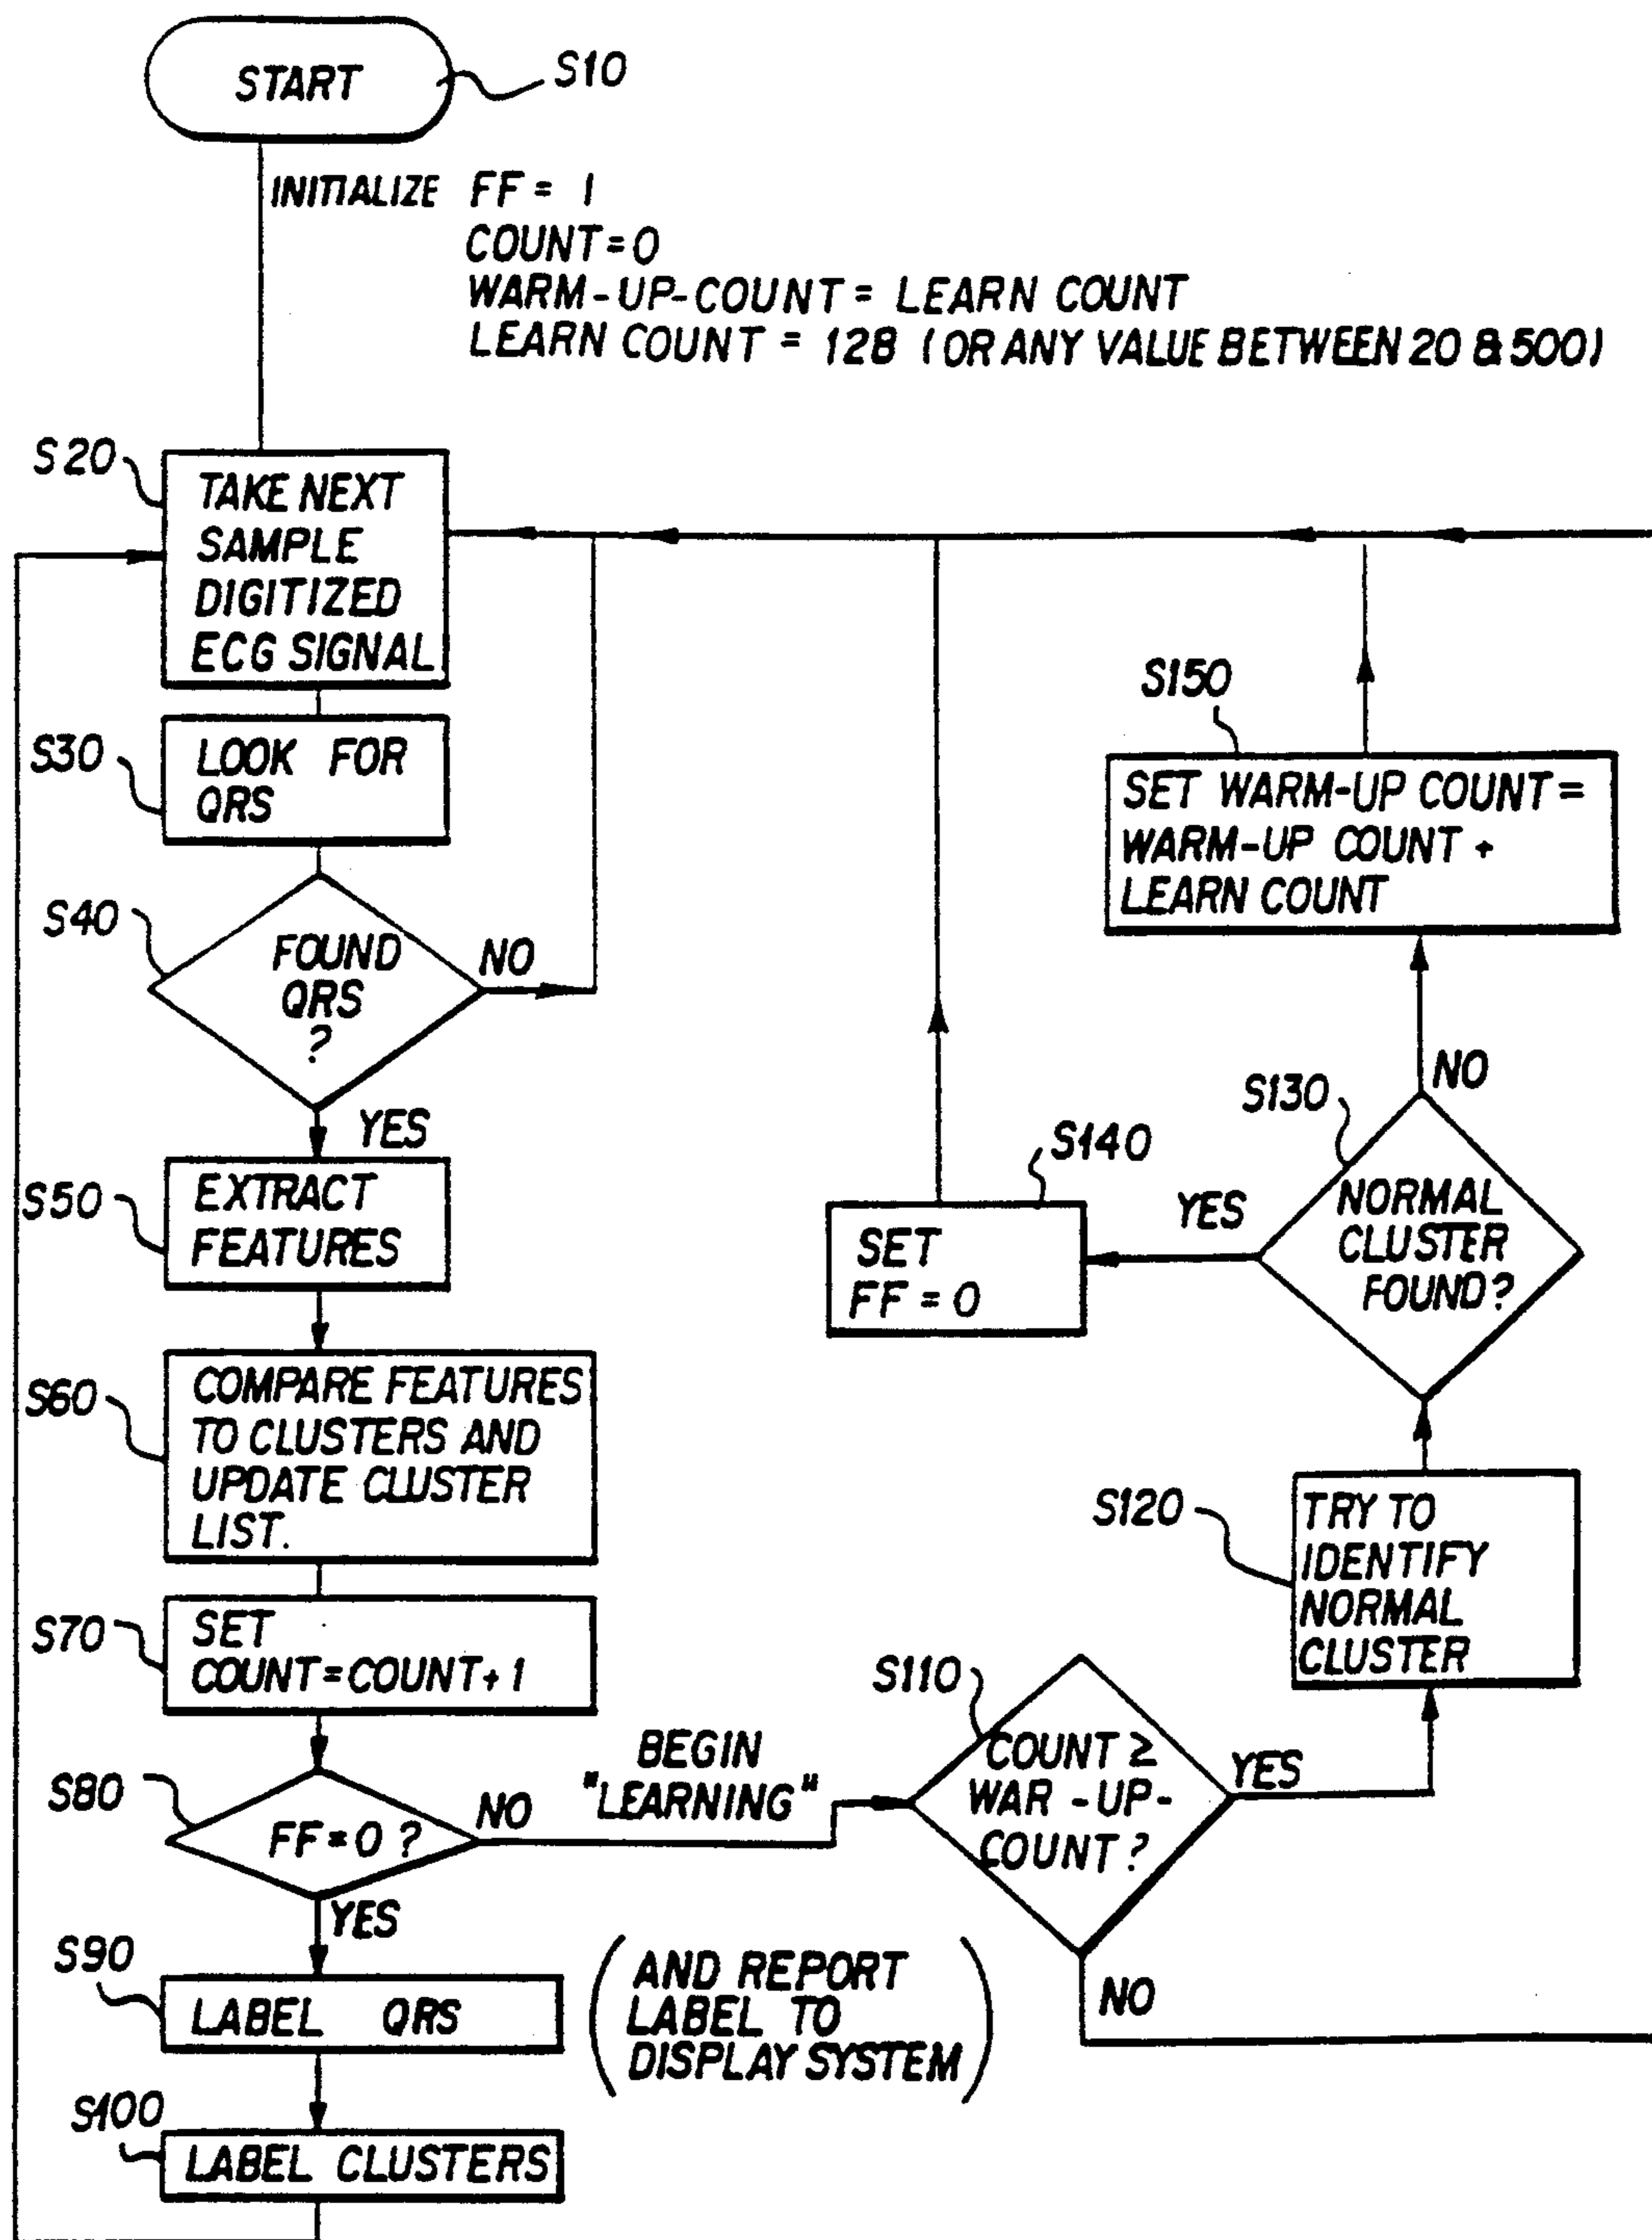 START
S10
INITIALIZE FF = 1
COUNT=0
WARM-UP-COUNT = LEARN COUNT
LEARN COUNT = 128 (OR ANY VALUE BETWEEN 20 & 500)
S20
TAKE NEXT
SAMPLE
DIGITIZED
ECG SIGNAL
S30
LOOK FOR
QRS
S40
FOUND
QRS
?
NO
YES
S50
EXTRACT
FEATURES
S60
COMPARE FEATURES
TO CLUSTERS AND
UPDATE CLUSTER
LIST.
S70
SET
COUNT=COUNT+1
S80
FF=0 ?
NO
BEGIN
"LEARNING"
YES
S90
LABEL QRS
(AND REPORT
LABEL TO
DISPLAY SYSTEM)
S100
LABEL CLUSTERS
S110
COUNT ≥
WAR -UP-
COUNT ?
YES
NO
S120
TRY TO
IDENTIFY
NORMAL
CLUSTER
S130
NORMAL
CLUSTER
FOUND?
YES
NO
S140
SET
FF = 0
S150
SET WARM-UP COUNT =
WARM-UP COUNT +
LEARN COUNT